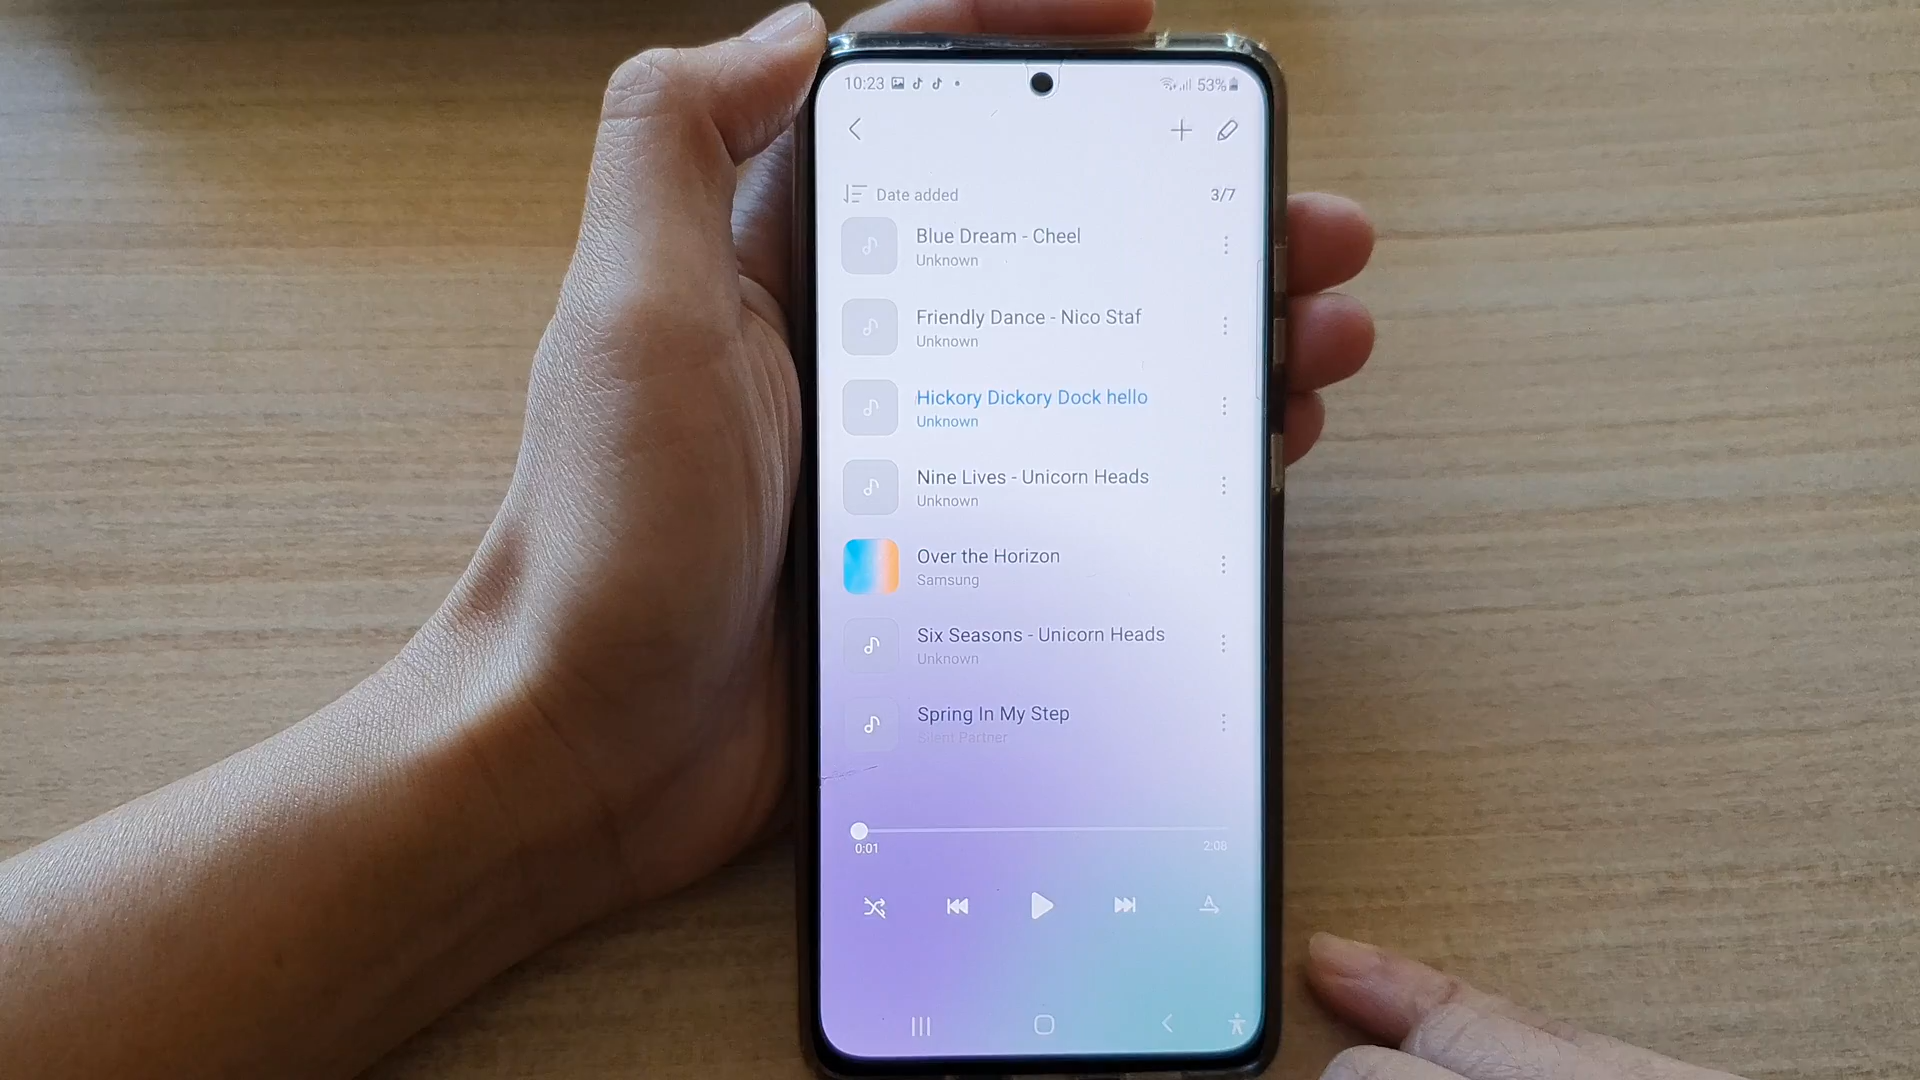 10:23 53%
Date added 3/7
Blue Dream - Cheel
Unknown
Friendly Dance - Nico Staf
Unknown
Hickory Dickory Dock hello
Unknown
Nine Lives - Unicorn Heads
Unknown
Over the Horizon
Samsung
Six Seasons - Unicorn Heads
Unknown
Spring In My Step
Silent Partner
0:01 2:08
A